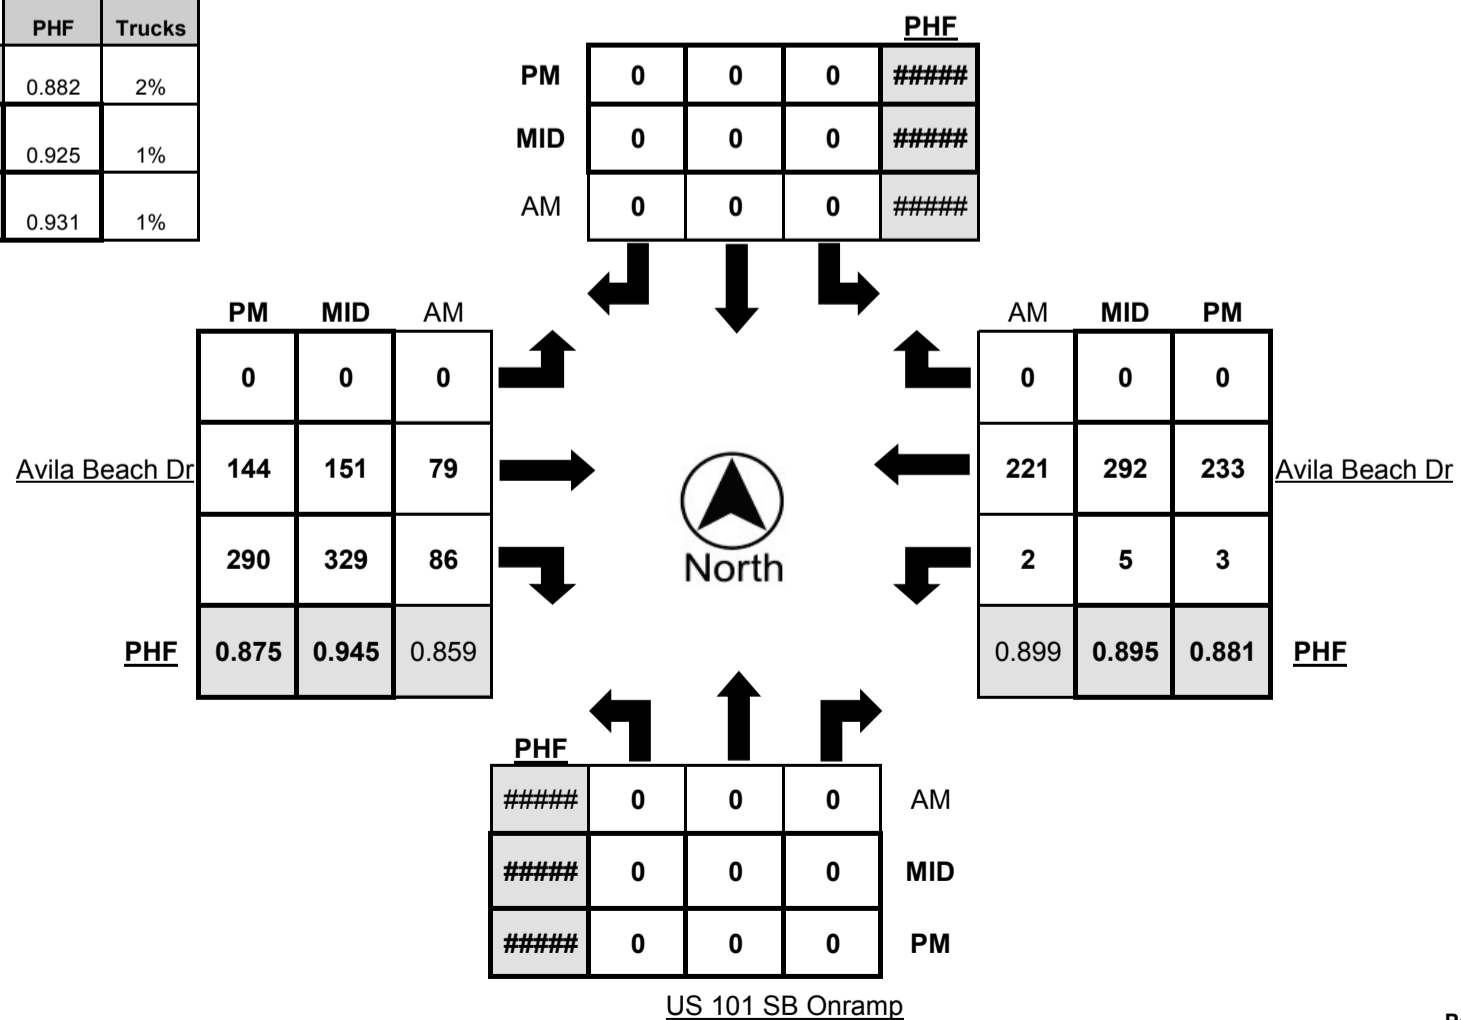 PHF Trucks
0.882 2%
0.925 1%
0.931 1%
PHF
PM 0 0 0 #####
MID 0 0 0 #####
AM 0 0 0 #####
PM MID AM
0 0 0
Avila Beach Dr 144 151 79
290 329 86
PHF 0.875 0.945 0.859
North
AM MID PM
0 0 0
221 292 233 Avila Beach Dr
2 5 3
0.899 0.895 0.881 PHF
PHF
##### 0 0 0 AM
##### 0 0 0 MID
##### 0 0 0 PM
US 101 SB Onramp